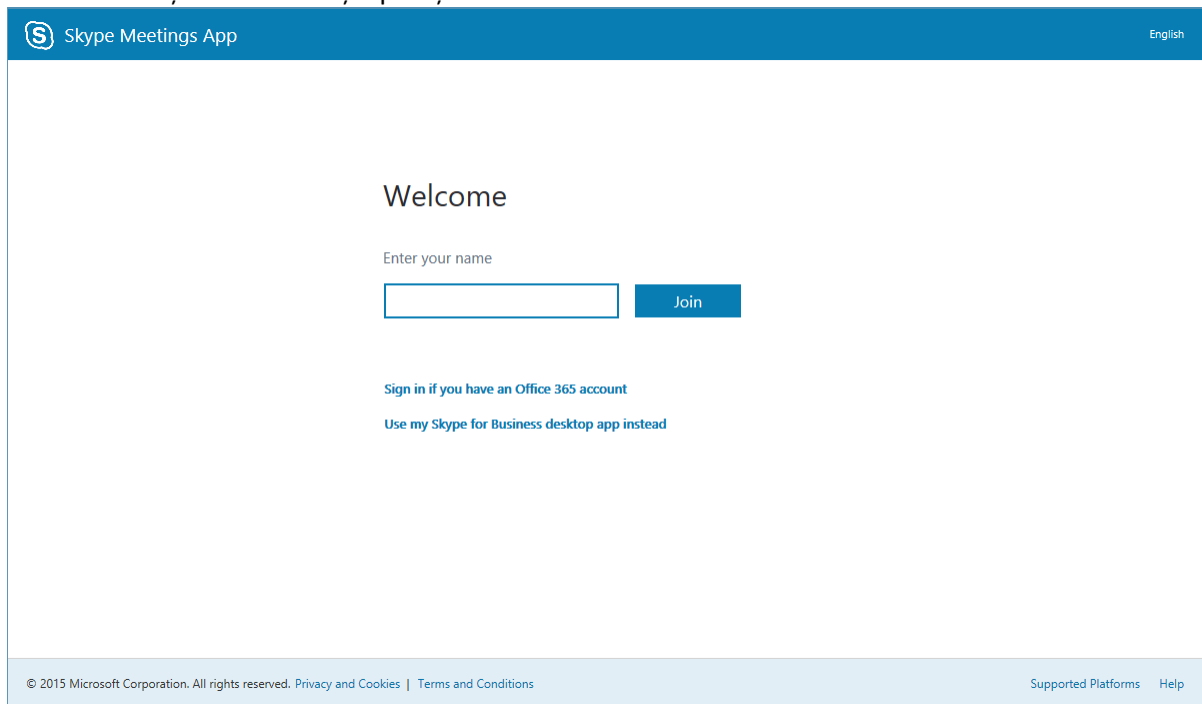 Skype Meetings App English
Welcome
Enter your name
Join
Sign in if you have an Office 365 account
Use my Skype for Business desktop app instead
© 2015 Microsoft Corporation. All rights reserved. Privacy and Cookies | Terms and Conditions Supported Platforms Help